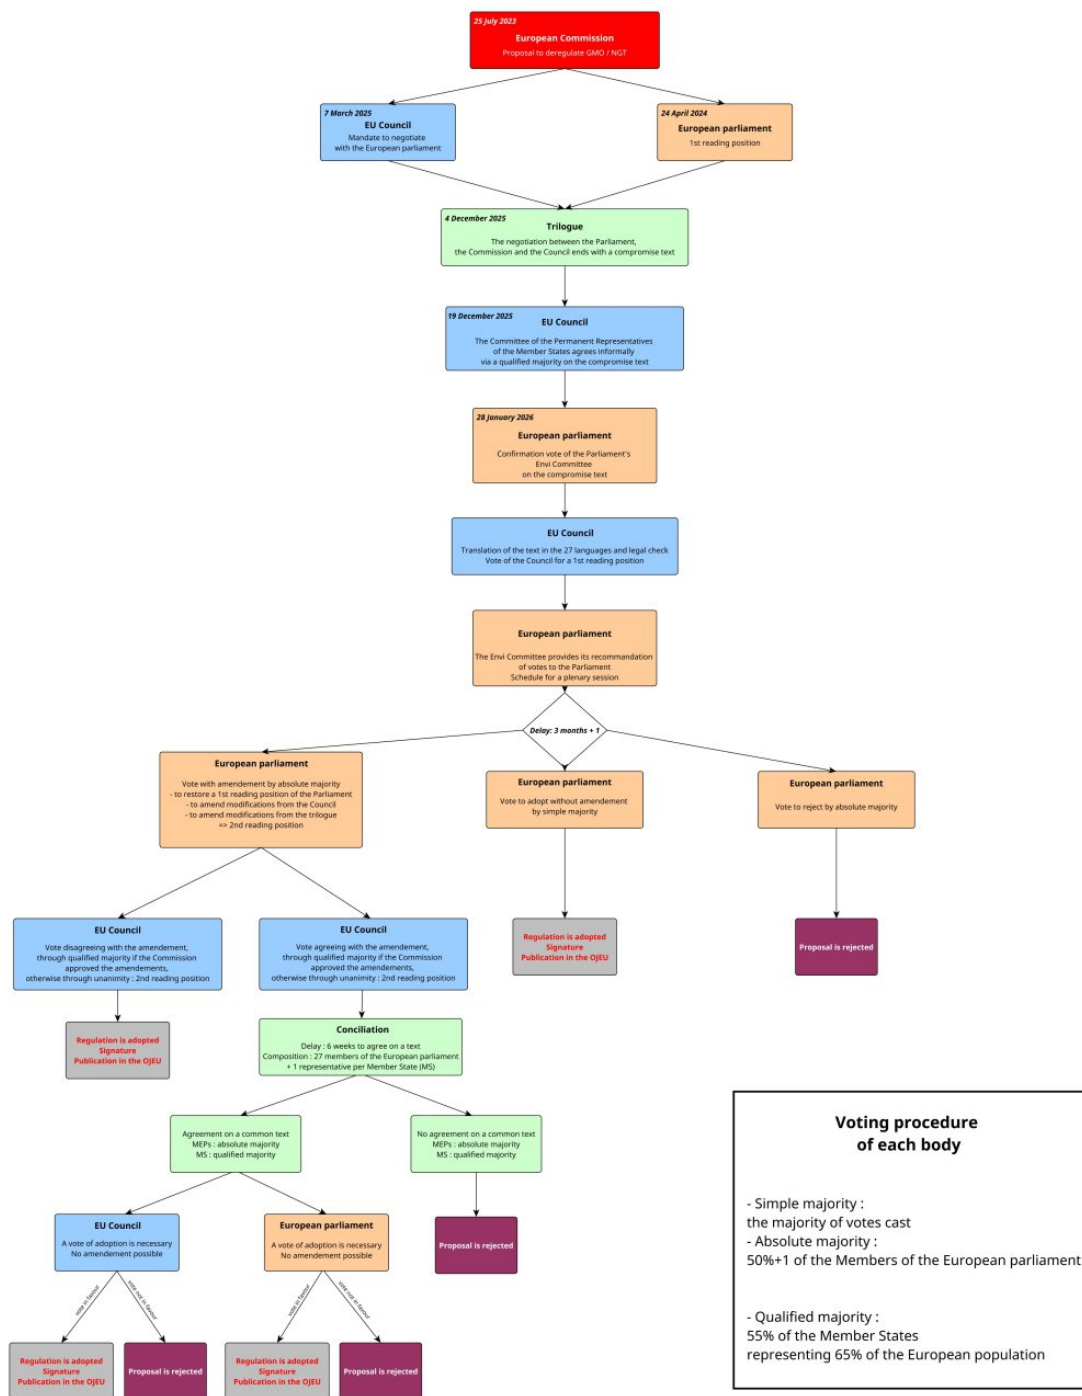 25 July 2023
European Commission
Proposal to deregulate GMO / NGT
7 March 2025
EU Council
Mandate to negotiate
with the European parliament
24 April 2024
European parliament
1st reading position
4 December 2025
Trilogue
The negotiation between the Parliament,
the Commission and the Council ends with a compromise text
19 December 2025
EU Council
The Committee of the Permanent Representatives
of the Member States agrees informally
via a qualified majority on the compromise text
28 January 2026
European parliament
Confirmation vote of the Parliament's
Envi Committee
on the compromise text
EU Council
Translation of the text in the 27 languages and legal check
Vote of the Council for a 1st reading position
European parliament
The Envi Committee provides its recommandation
of votes to the Parliament
Schedule for a plenary session
Delay: 3 months + 1
European parliament
Vote with amendement by absolute majority
- to restore a 1st reading position of the Parliament
- to amend modifications from the Council
- to amend modifications from the trilogue
=> 2nd reading position
European parliament
Vote to adopt without amendement
by simple majority
European parliament
Vote to reject by absolute majority
EU Council
Vote disagreeing with the amendement,
through qualified majority if the Commission
approved the amendements,
otherwise through unanimity : 2nd reading position
EU Council
Vote agreeing with the amendement,
through qualified majority if the Commission
approved the amendements,
otherwise through unanimity : 2nd reading position
Regulation is adopted
Signature
Publication in the OJEU
Proposal is rejected
Regulation is adopted
Signature
Publication in the OJEU
Conciliation
Delay : 6 weeks to agree on a text
Composition : 27 members of the European parliament
+ 1 representative per Member State (MS)
Agreement on a common text
MEPs : absolute majority
MS : qualified majority
No agreement on a common text
MEPs : absolute majority
MS : qualified majority
EU Council
A vote of adoption is necessary
No amendement possible
European parliament
A vote of adoption is necessary
No amendement possible
Proposal is rejected
vote in favour
vote not in favour
vote in favour
vote not in favour
Regulation is adopted
Signature
Publication in the OJEU
Proposal is rejected
Regulation is adopted
Signature
Publication in the OJEU
Proposal is rejected
Voting procedure
of each body
- Simple majority :
the majority of votes cast
- Absolute majority :
50%+1 of the Members of the European parliament
- Qualified majority :
55% of the Member States
representing 65% of the European population